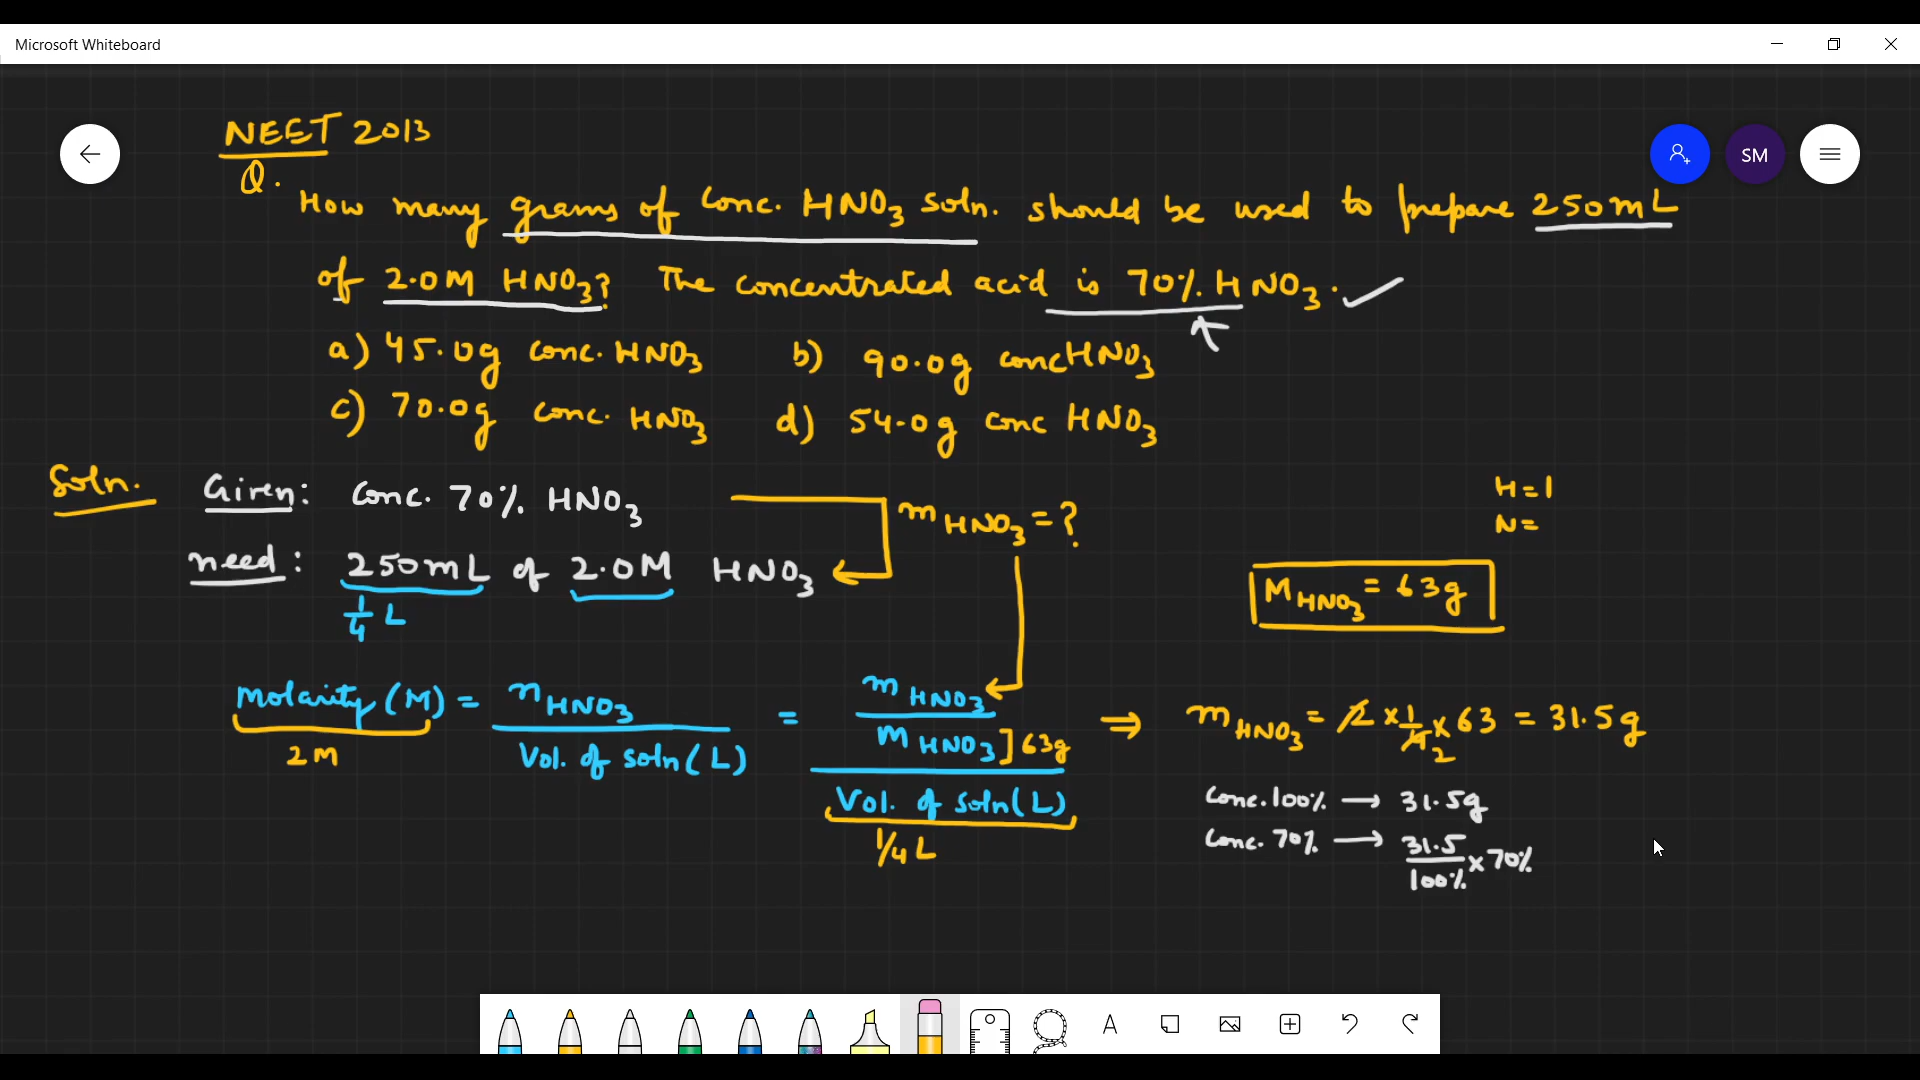 Microsoft Whiteboard
SM
NEET 2013
Q.
How many grams of Conc. HNO3 soln. should be used to prepare 250mL
of 2.0M HNO3? The concentrated acid is 70% HNO3.
a) 45.0g conc. HNO3 b) 90.0g conc HNO3
c) 70.0g conc. HNO3 d) 54.0g conc HNO3
Soln. Given: Conc. 70% HNO3
mHNO3 = ?
H = 1
N =
need: 250mL of 2.0M HNO3
1/4 L
MHNO3 = 63g
Molarity (M) = nHNO3 / Vol. of soln (L) = mHNO3 / MHNO3 ] 63g / Vol. of soln (L) ⇒ mHNO3 = 2 × 1/4 2 × 63 = 31.5g
2M
1/4 L
Conc. 100% → 31.5g
Conc. 70% → 31.5/100% × 70%
A